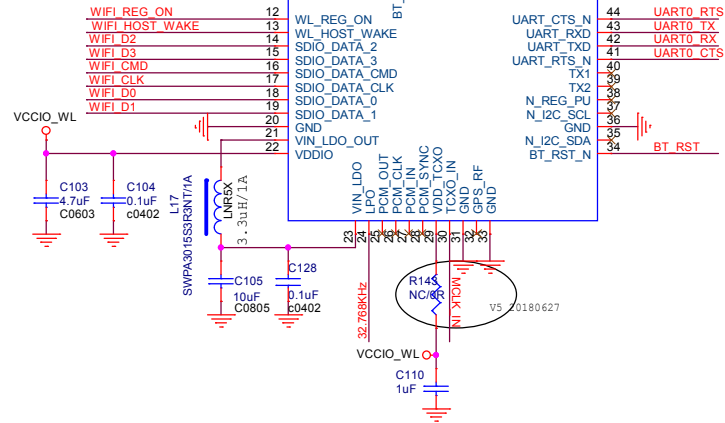 WIFI_REG_ON 12 WL_REG_ON
WIFI_HOST_WAKE 13 WL_HOST_WAKE
WIFI_D2 14 SDIO_DATA_2
WIFI_D3 15 SDIO_DATA_3
WIFI_CMD 16 SDIO_DATA_CMD
WIFI_CLK 17 SDIO_DATA_CLK
WIFI_D0 18 SDIO_DATA_0
WIFI_D1 19 SDIO_DATA_1
20 GND
21 VIN_LDO_OUT
22 VDDIO
BT_
UART_CTS_N 44 UART0_RTS
UART_RXD 43 UART0_TX
UART_TXD 42 UART0_RX
UART_RTS_N 41 UART0_CTS
TX1 40
TX2 39
N_REG_PU 38
N_I2C_SCL 37
GND 36
N_I2C_SDA 35
BT_RST_N 34 BT_RST
VCCIO_WL
C103
4.7uF
C0603
C104
0.1uF
c0402
L17
SWPA3015S3R3NT/1A
LNR5X
3.3uH/1A
VIN_LDO 23
LPO 24
PCM_OUT 25
PCM_CLK 26
PCM_IN 27
PCM_SYNC 28
VDD_TCXO 29
TCXO_IN 30
GND 31
GPS_RF 32
GND 33
C105
10uF
C0805
C128
0.1uF
c0402
32.768KHz
R143
NC/0R
MCLK_IN
V5 20180627
VCCIO_WL
C110
1uF